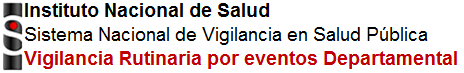 Instituto Nacional de Salud
Sistema Nacional de Vigilancia en Salud Pública
Vigilancia Rutinaria por eventos Departamental